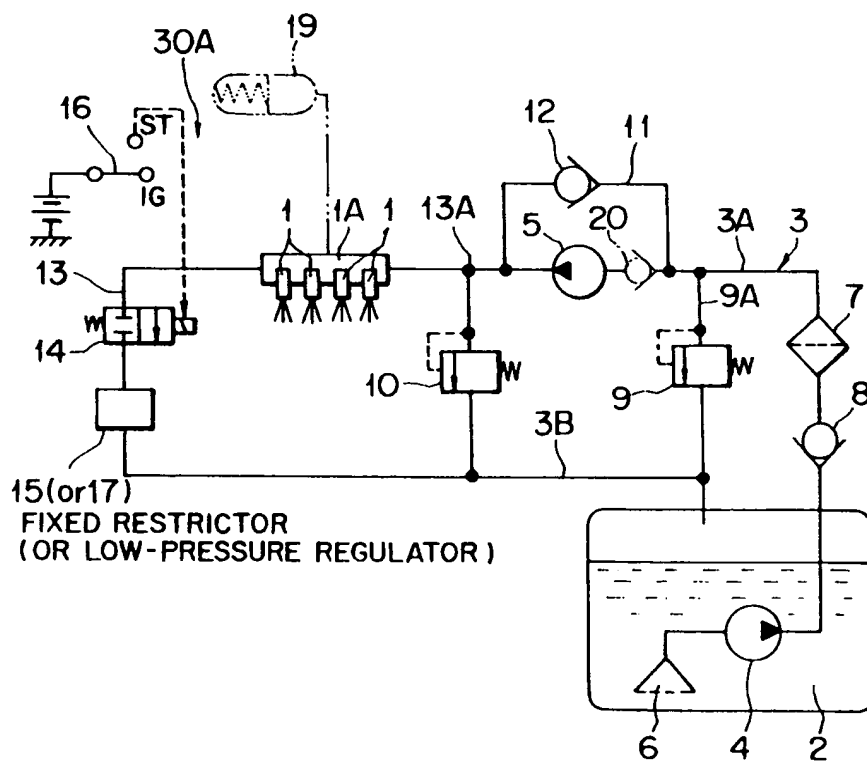 30A
19
16
ST
IG
12
11
1
1A
1
13A
5
20
3A
3
13
9A
7
14
10
9
8
3B
15(or17)
FIXED RESTRICTOR
(OR LOW-PRESSURE REGULATOR)
6
4
2